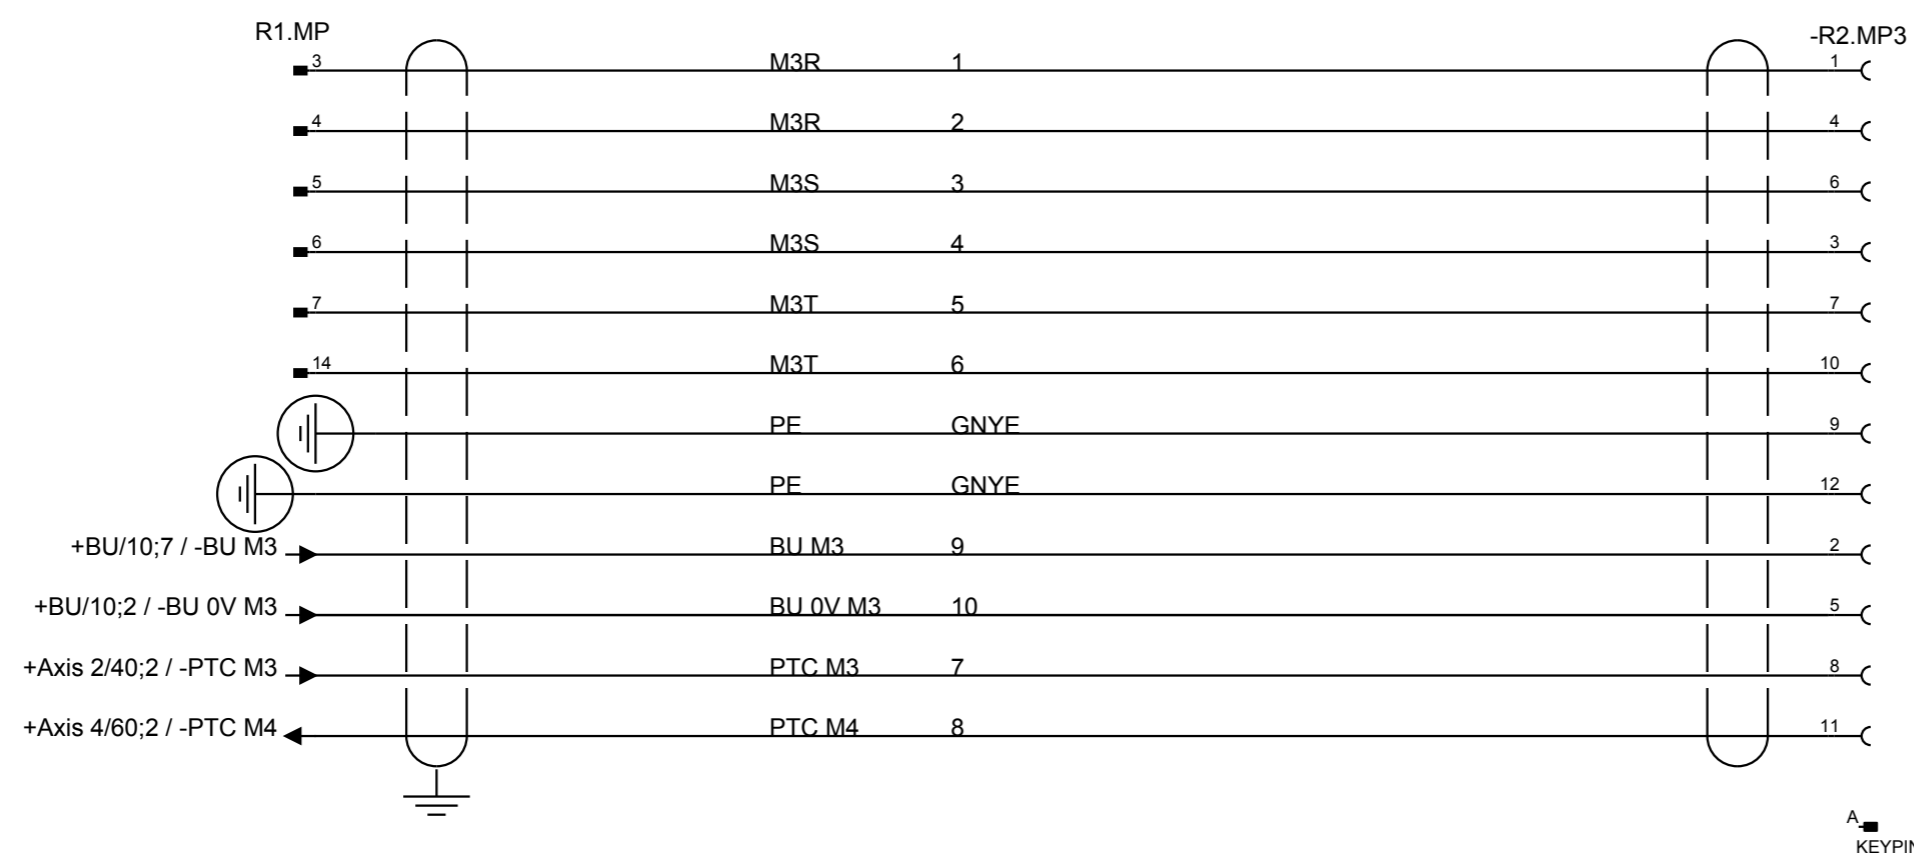 R1.MP -R2.MP3
3 M3R 1 1
4 M3R 2 4
5 M3S 3 6
6 M3S 4 3
7 M3T 5 7
14 M3T 6 10
PE GNYE 9
PE GNYE 12
+BU/10;7 / -BU M3 BU M3 9 2
+BU/10;2 / -BU 0V M3 BU 0V M3 10 5
+Axis 2/40;2 / -PTC M3 PTC M3 7 8
+Axis 4/60;2 / -PTC M4 PTC M4 8 11
A
KEYPIN